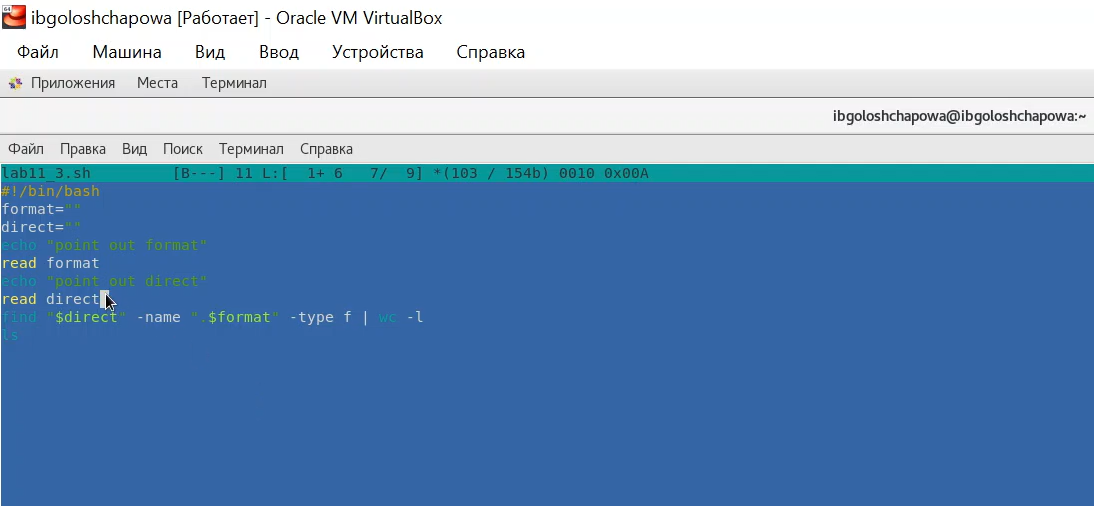 64
ibgoloshchapowa [Работает] - Oracle VM VirtualBox
Файл Машина Вид Ввод Устройства Справка
Приложения Места Терминал
ibgoloshchapowa@ibgoloshchapowa:~
Файл Правка Вид Поиск Терминал Справка
lab11_3.sh [B---] 11 L:[ 1+ 6 7/ 9] *(103 / 154b) 0010 0x00A
#!/bin/bash
format=""
direct=""
echo "point out format"
read format
echo "point out direct"
read direct
find "$direct" -name ".$format" -type f | wc -l
ls